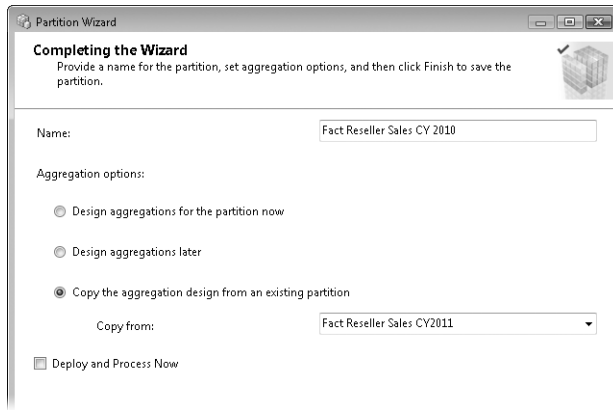 Partition Wizard
Completing the Wizard
Provide a name for the partition, set aggregation options, and then click Finish to save the
partition.
Name:
Fact Reseller Sales CY 2010
Aggregation options:
Design aggregations for the partition now
Design aggregations later
Copy the aggregation design from an existing partition
Copy from:
Fact Reseller Sales CY2011
Deploy and Process Now